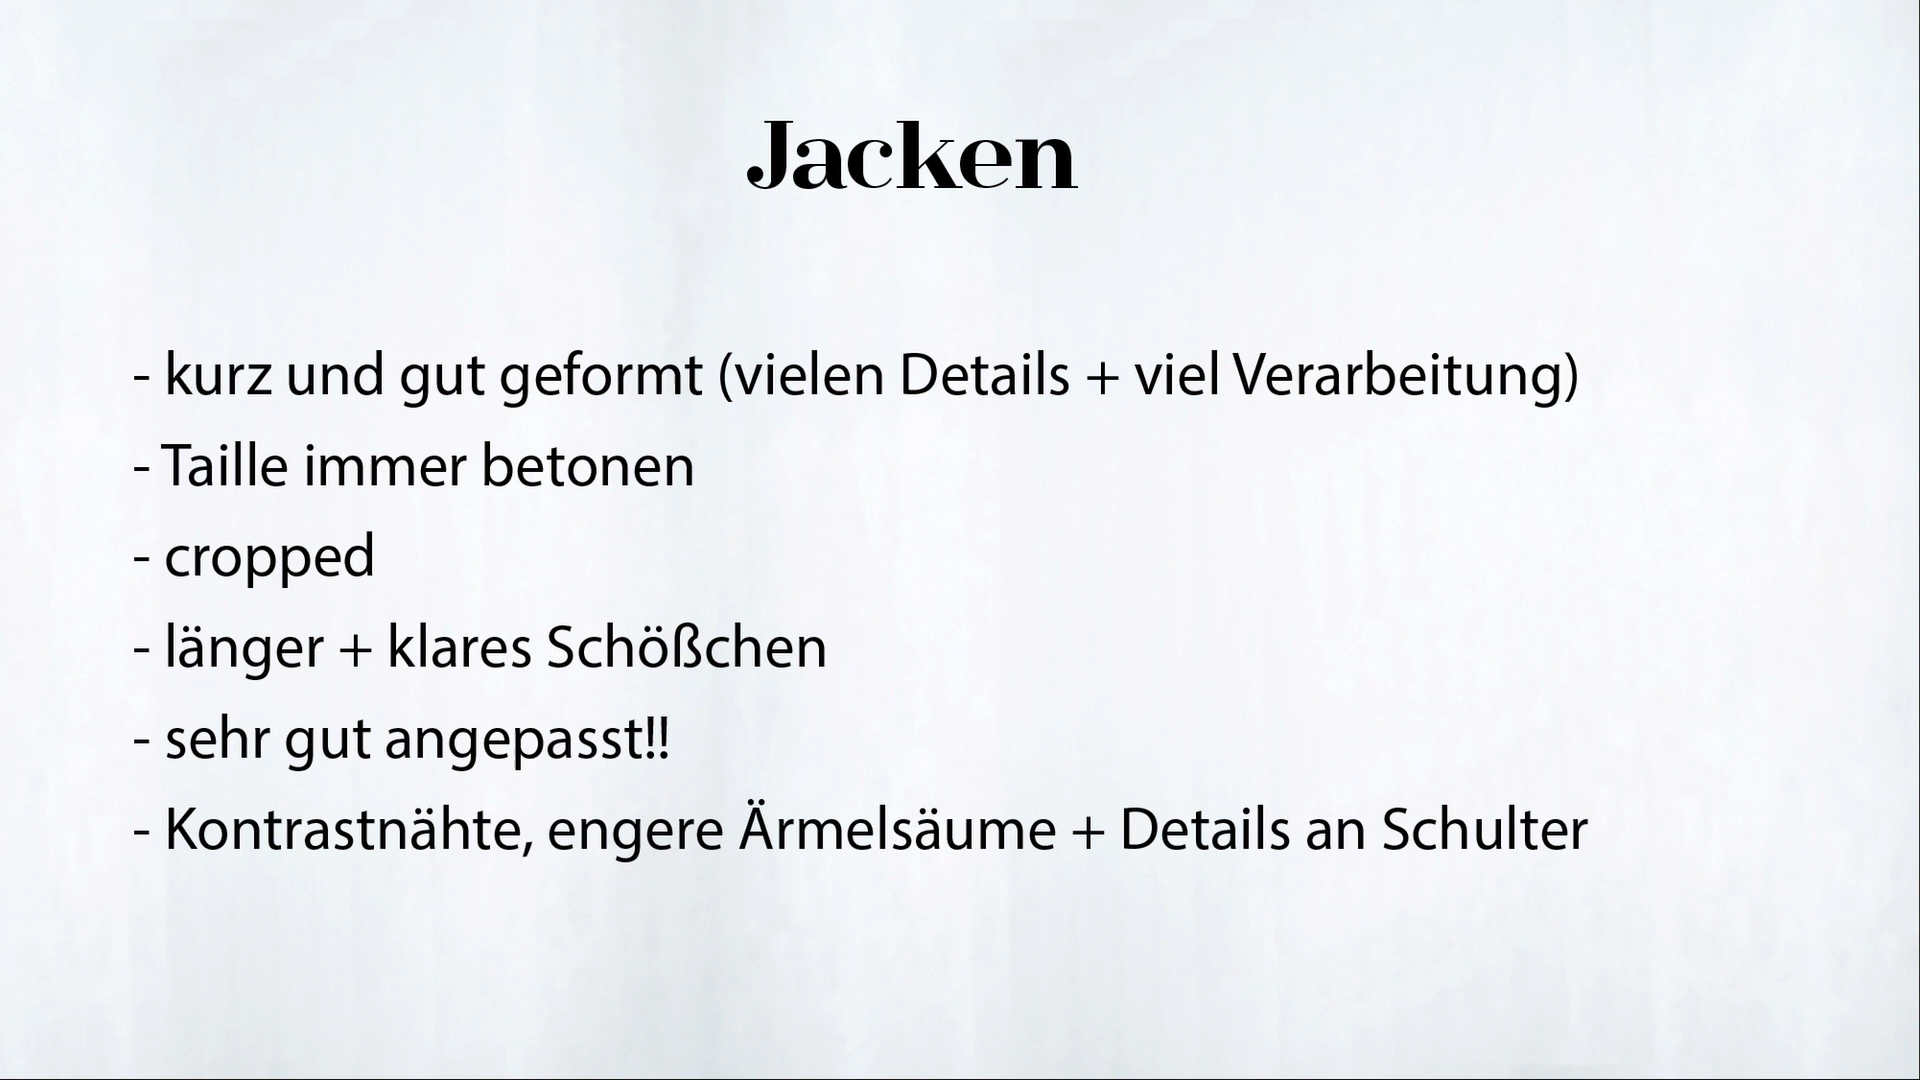 Jacken
- kurz und gut geformt (vielen Details + viel Verarbeitung)
- Taille immer betonen
- cropped
- länger + klares Schößchen
- sehr gut angepasst!!
- Kontrastnähte, engere Ärmelsäume + Details an Schulter